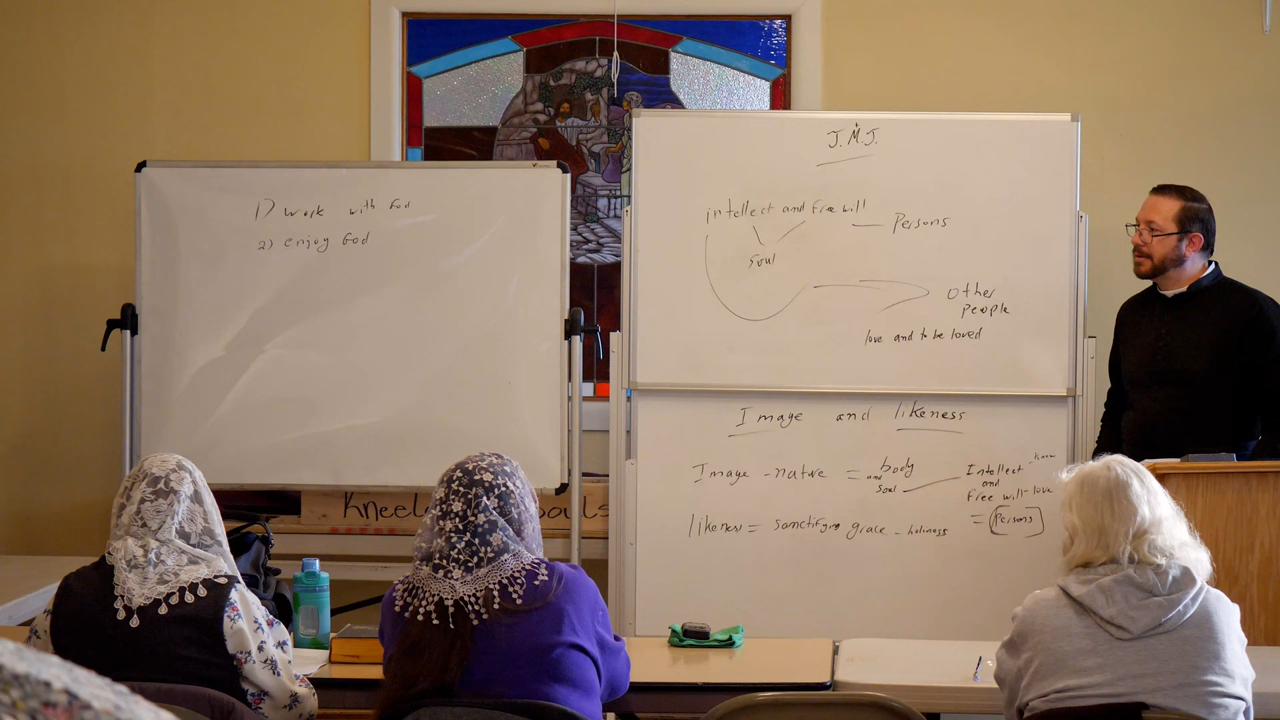 1) work with God
2) enjoy God
J.M.J.
intellect and free will — Persons
soul
Other
people
love and to be loved
Image and likeness
Image - nature = body and soul — Intellect - know and Free will - love
= (Persons)
likeness = sanctifying grace - holiness
Kneel ouls